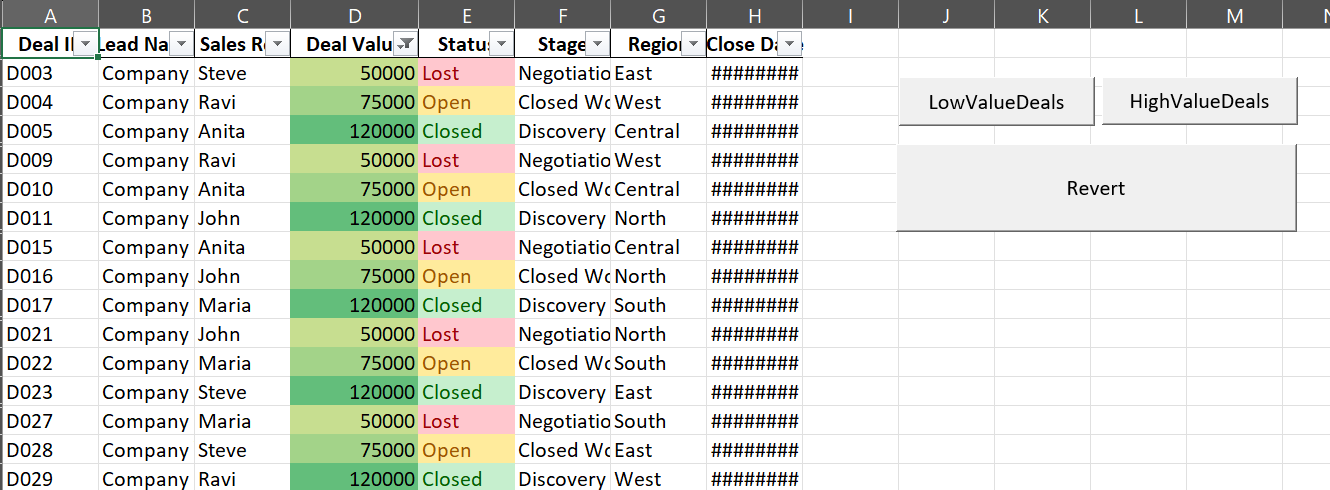 A B C D E F G H I J K L M N
Deal I Lead Na Sales R Deal Valu Statu Stage Regio Close Da
D003 Company Steve 50000 Lost Negotiatio East ########
D004 Company Ravi 75000 Open Closed Wo West ########
D005 Company Anita 120000 Closed Discovery Central ########
D009 Company Ravi 50000 Lost Negotiatio West ########
D010 Company Anita 75000 Open Closed Wo Central ########
D011 Company John 120000 Closed Discovery North ########
D015 Company Anita 50000 Lost Negotiatio Central ########
D016 Company John 75000 Open Closed Wo North ########
D017 Company Maria 120000 Closed Discovery South ########
D021 Company John 50000 Lost Negotiatio North ########
D022 Company Maria 75000 Open Closed Wo South ########
D023 Company Steve 120000 Closed Discovery East ########
D027 Company Maria 50000 Lost Negotiatio South ########
D028 Company Steve 75000 Open Closed Wo East ########
D029 Company Ravi 120000 Closed Discovery West ########
LowValueDeals HighValueDeals
Revert